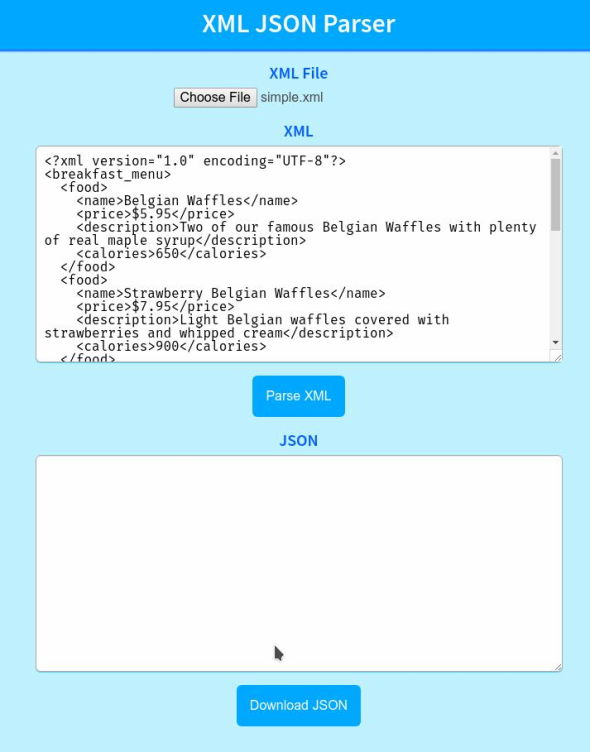 XML JSON Parser
XML File
Choose File simple.xml
XML
<?xml version="1.0" encoding="UTF-8"?>
<breakfast_menu>
  <food>
    <name>Belgian Waffles</name>
    <price>$5.95</price>
    <description>Two of our famous Belgian Waffles with plenty
of real maple syrup</description>
    <calories>650</calories>
  </food>
  <food>
    <name>Strawberry Belgian Waffles</name>
    <price>$7.95</price>
    <description>Light Belgian waffles covered with
strawberries and whipped cream</description>
    <calories>900</calories>
  </food>
Parse XML
JSON
Download JSON